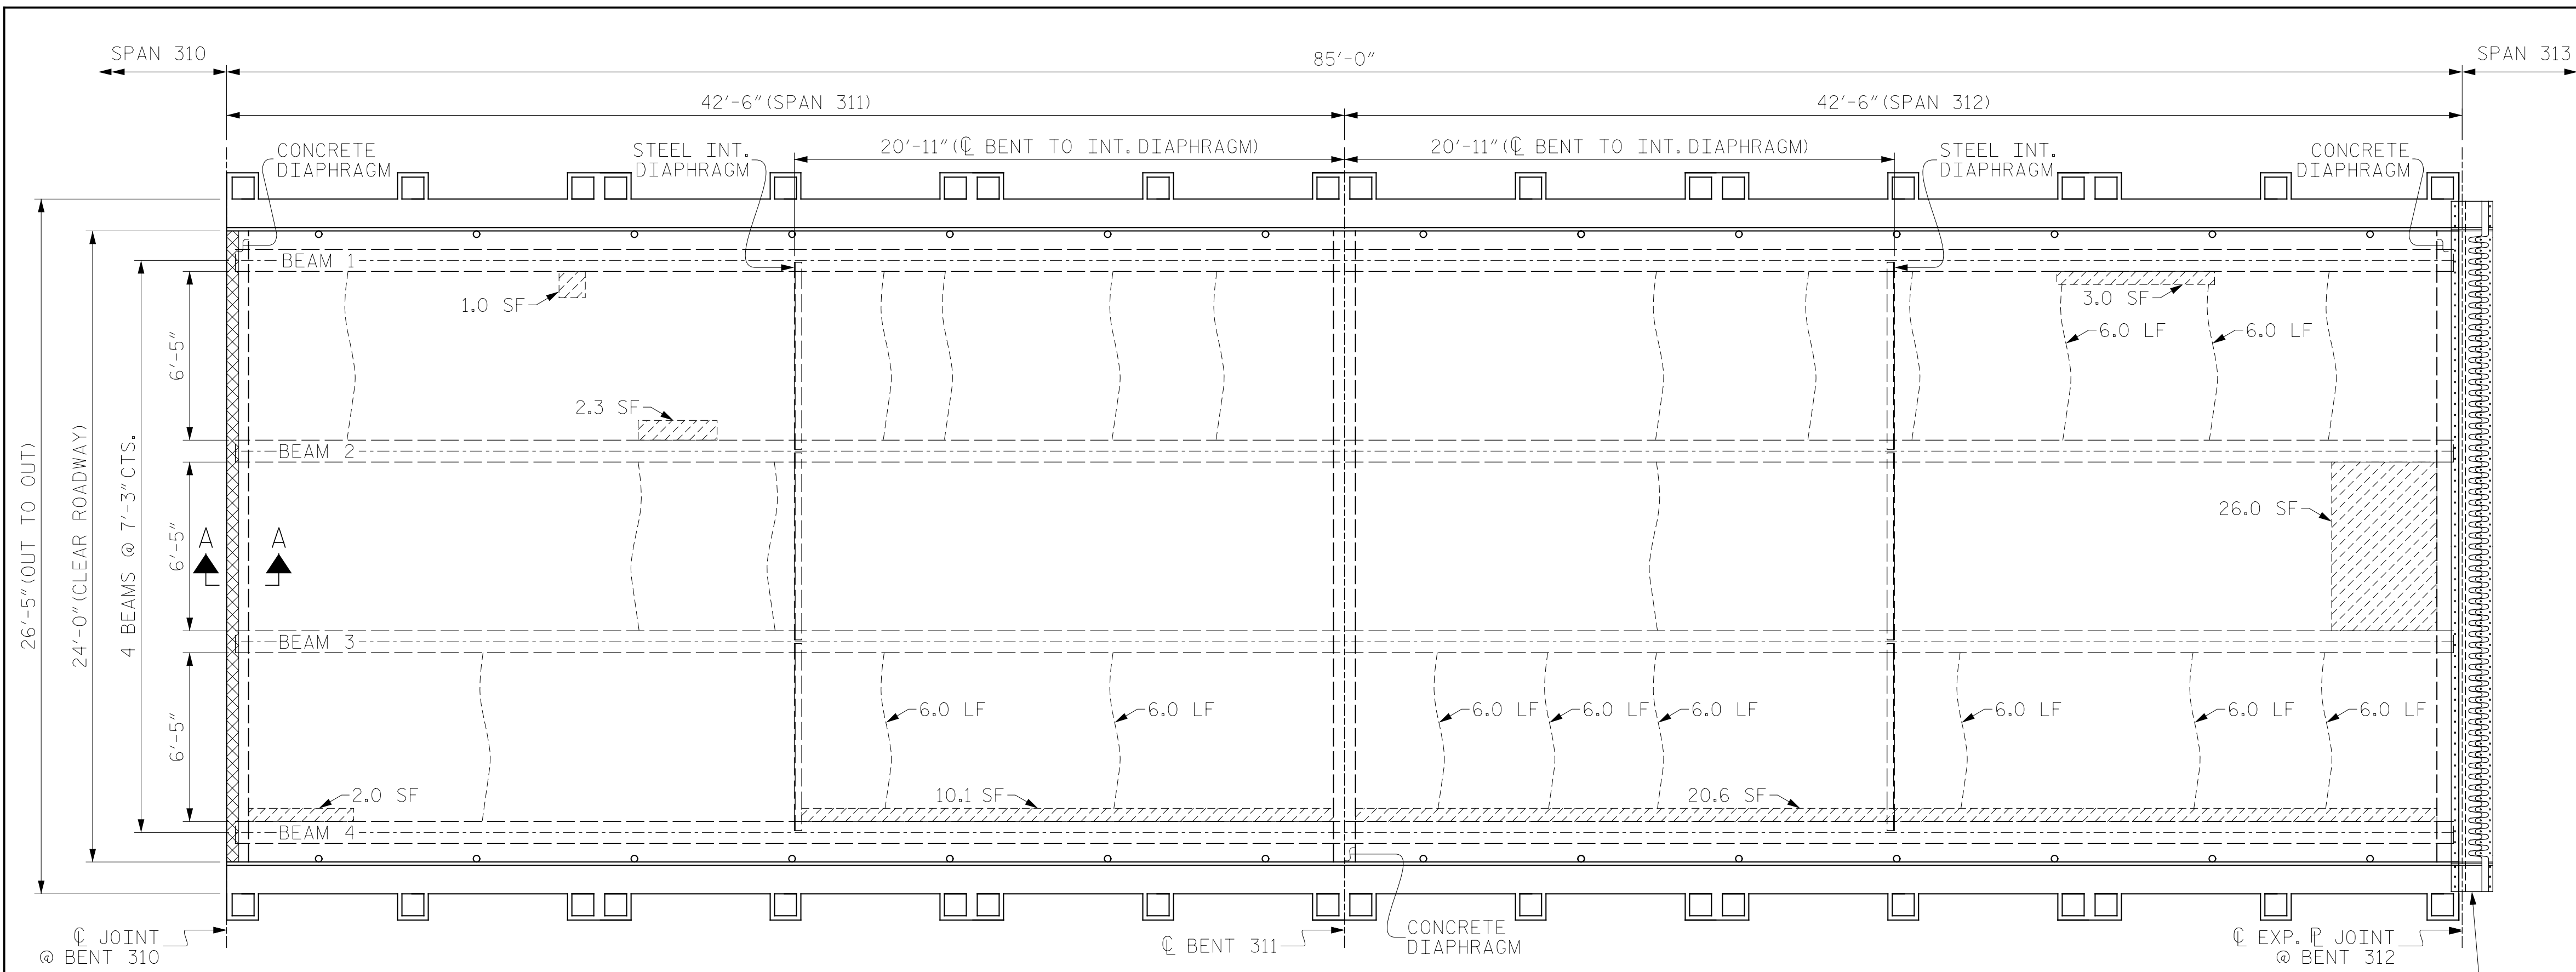 SPAN 310
85'-0"
SPAN 313
42'-6" (SPAN 311)
42'-6" (SPAN 312)
CONCRETE
DIAPHRAGM
STEEL INT.
DIAPHRAGM
20'-11" (℄ BENT TO INT. DIAPHRAGM)
20'-11" (℄ BENT TO INT. DIAPHRAGM)
STEEL INT.
DIAPHRAGM
CONCRETE
DIAPHRAGM
BEAM 1
1.0 SF
3.0 SF
6.0 LF
6.0 LF
6'-5"
2.3 SF
BEAM 2
26'-5" (OUT TO OUT)
24'-0" (CLEAR ROADWAY)
4 BEAMS @ 7'-3" CTS.
6'-5"
A
A
26.0 SF
BEAM 3
6'-5"
6.0 LF
6.0 LF
6.0 LF
6.0 LF
6.0 LF
6.0 LF
6.0 LF
6.0 LF
2.0 SF
10.1 SF
20.6 SF
BEAM 4
℄ JOINT
@ BENT 310
℄ BENT 311
CONCRETE
DIAPHRAGM
℄ EXP. ⅊ JOINT
@ BENT 312